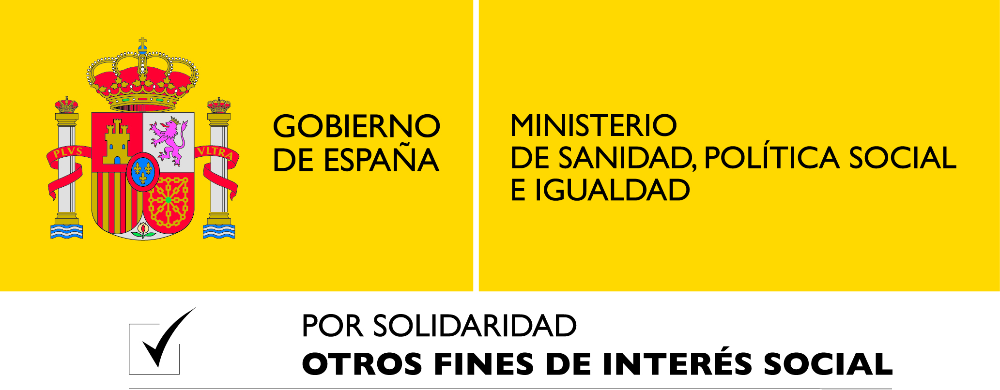 PLVS
VLTRA
GOBIERNO
DE ESPAÑA
MINISTERIO
DE SANIDAD, POLÍTICA SOCIAL
E IGUALDAD
POR SOLIDARIDAD
OTROS FINES DE INTERÉS SOCIAL